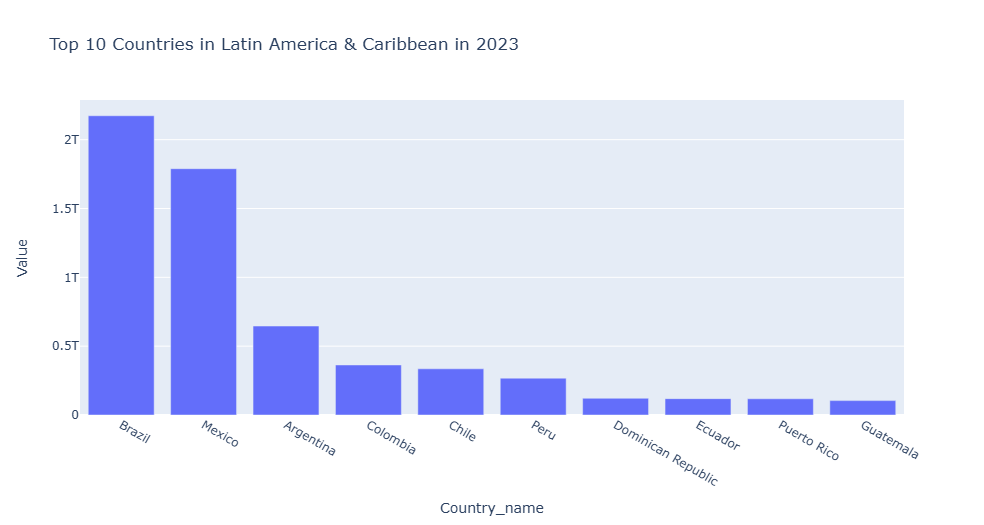 Top 10 Countries in Latin America & Caribbean in 2023
Value
2T
1.5T
1T
0.5T
0
Brazil
Mexico
Argentina
Colombia
Chile
Peru
Dominican Republic
Ecuador
Puerto Rico
Guatemala
Country_name